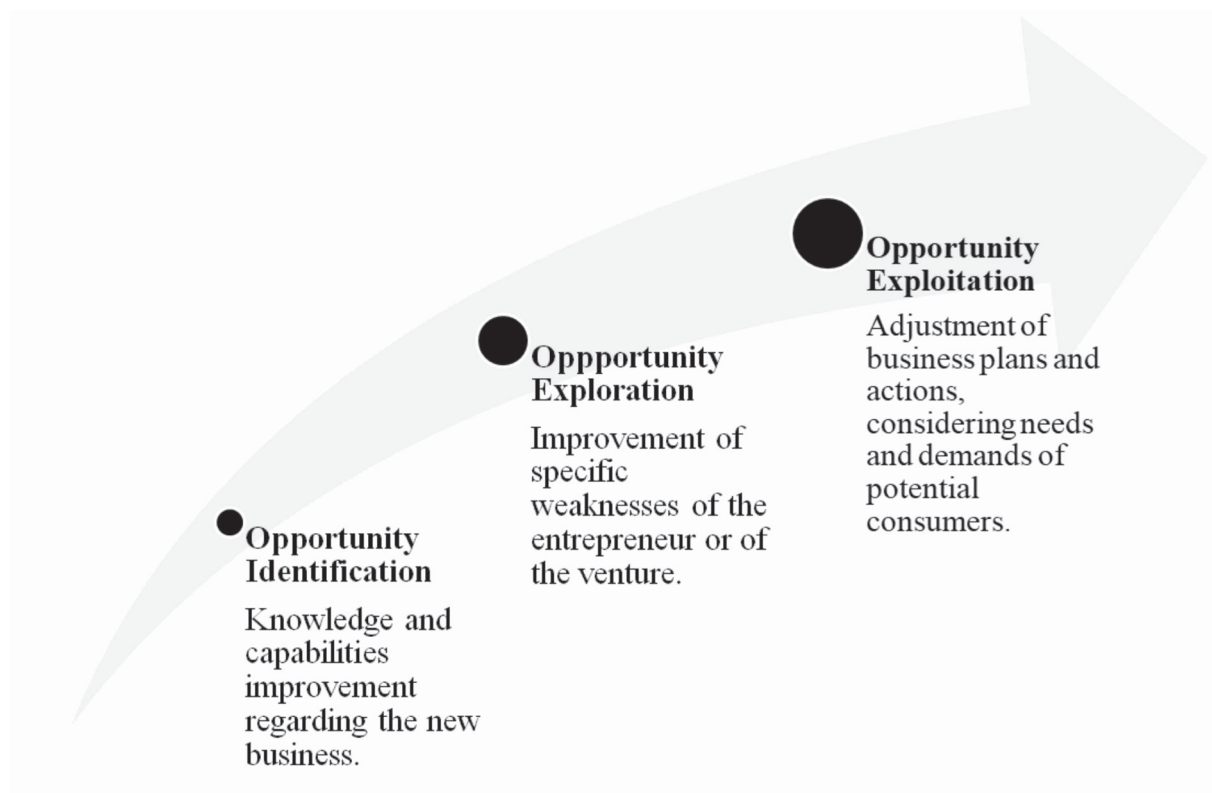 Opportunity
Identification
Knowledge and
capabilities
improvement
regarding the new
business.
Oppportunity
Exploration
Improvement of
specific
weaknesses of the
entrepreneur or of
the venture.
Opportunity
Exploitation
Adjustment of
business plans and
actions,
considering needs
and demands of
potential
consumers.